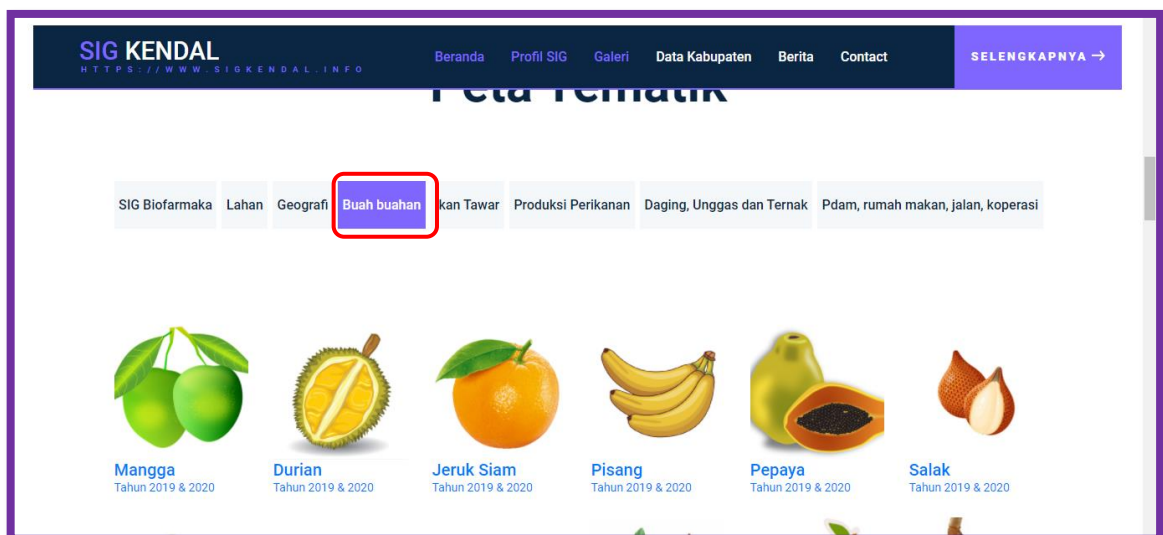 SIG KENDAL
HTTPS://WWW.SIGKENDAL.INFO
Beranda Profil SIG Galeri Data Kabupaten Berita Contact SELENGKAPNYA →
Peta Tematik
SIG Biofarmaka Lahan Geografi Buah buahan kan Tawar Produksi Perikanan Daging, Unggas dan Ternak Pdam, rumah makan, jalan, koperasi
Mangga Durian Jeruk Siam Pisang Pepaya Salak
Tahun 2019 & 2020 Tahun 2019 & 2020 Tahun 2019 & 2020 Tahun 2019 & 2020 Tahun 2019 & 2020 Tahun 2019 & 2020